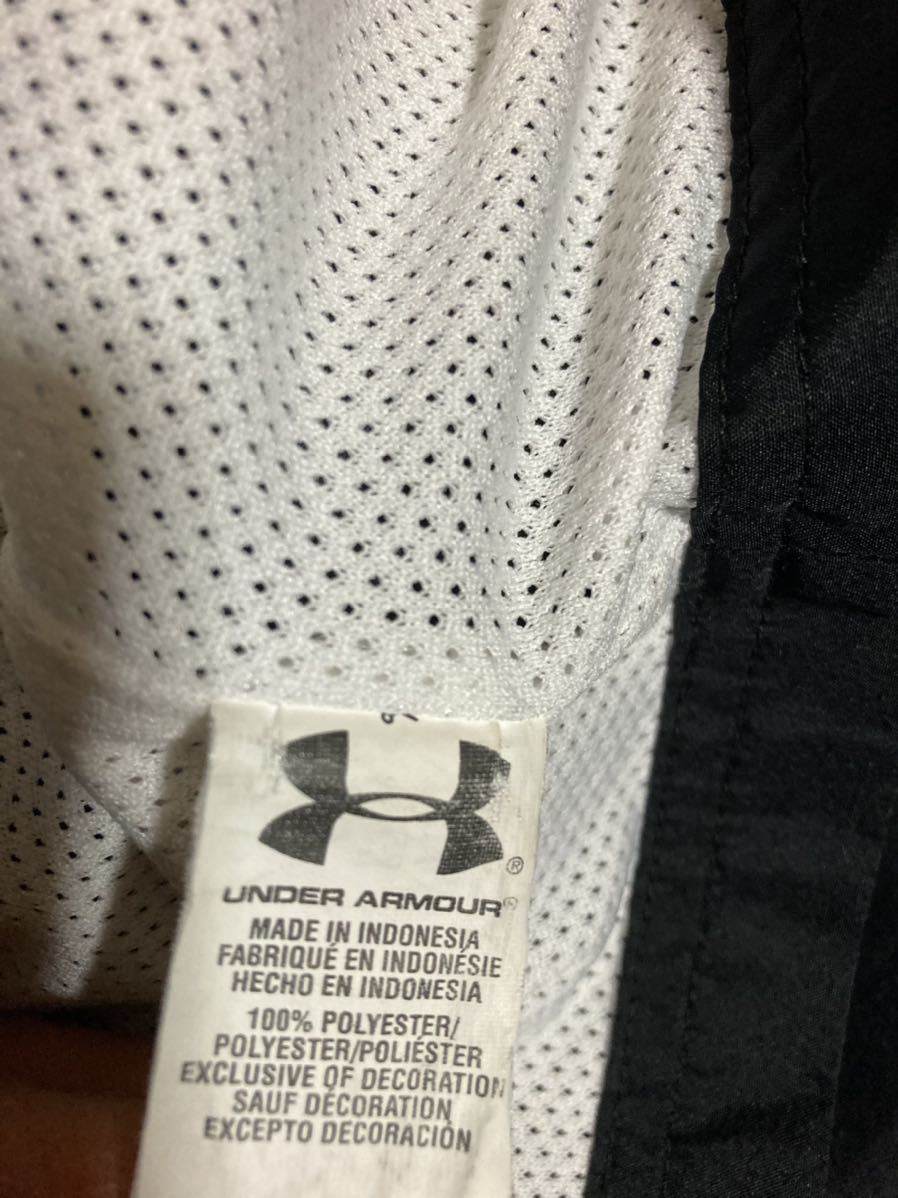 ®
UNDER ARMOUR®
MADE IN INDONESIA
FABRIQUÉ EN INDONÉSIE
HECHO EN INDONESIA
100% POLYESTER/
POLYESTER/POLIÉSTER
EXCLUSIVE OF DECORATION
SAUF DÉCORATION
EXCEPTO DECORACIÓN